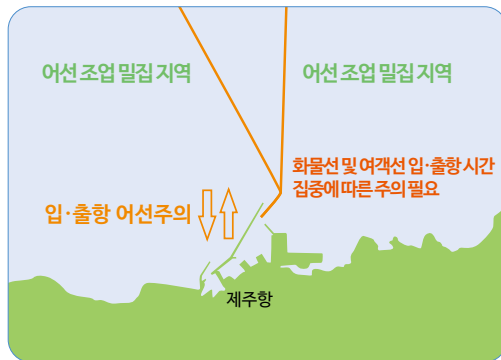 어선 조업 밀집 지역
어선 조업 밀집 지역
화물선 및 여객선 입·출항 시간
집중에 따른 주의 필요
입·출항 어선주의
제주항